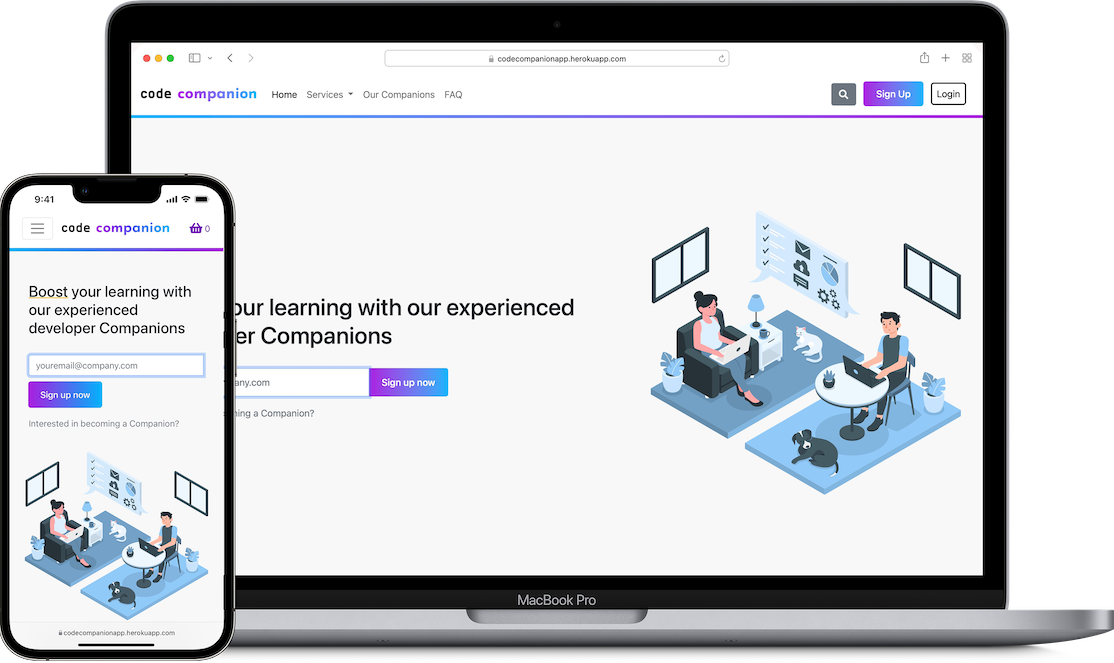 codecompanionapp.herokuapp.com
code companion
Home
Services
Our Companions
FAQ
Sign Up
Login
our learning with our experienced
er Companions
any.com
Sign up now
ning a Companion?
MacBook Pro
9:41
code companion
0
Boost your learning with
our experienced
developer Companions
youremail@company.com
Sign up now
Interested in becoming a Companion?
codecompanionapp.herokuapp.com